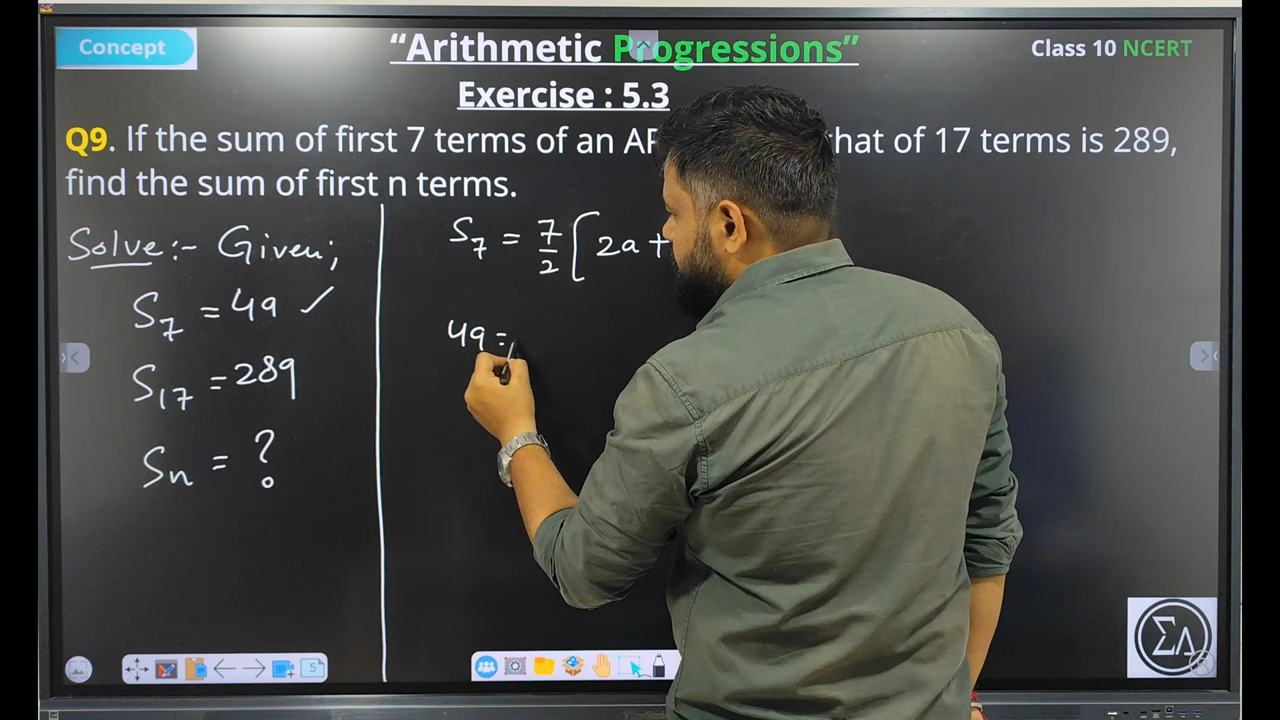 Concept
“Arithmetic Progressions”
Class 10 NCERT
Exercise : 5.3
Q9. If the sum of first 7 terms of an AP hat of 17 terms is 289,
find the sum of first n terms.
Solve :- Given;
S7 = 49 ✓
S17 = 289
Sn = ?
S7 = 7/2 [ 2a +
49 =
ΣΔ